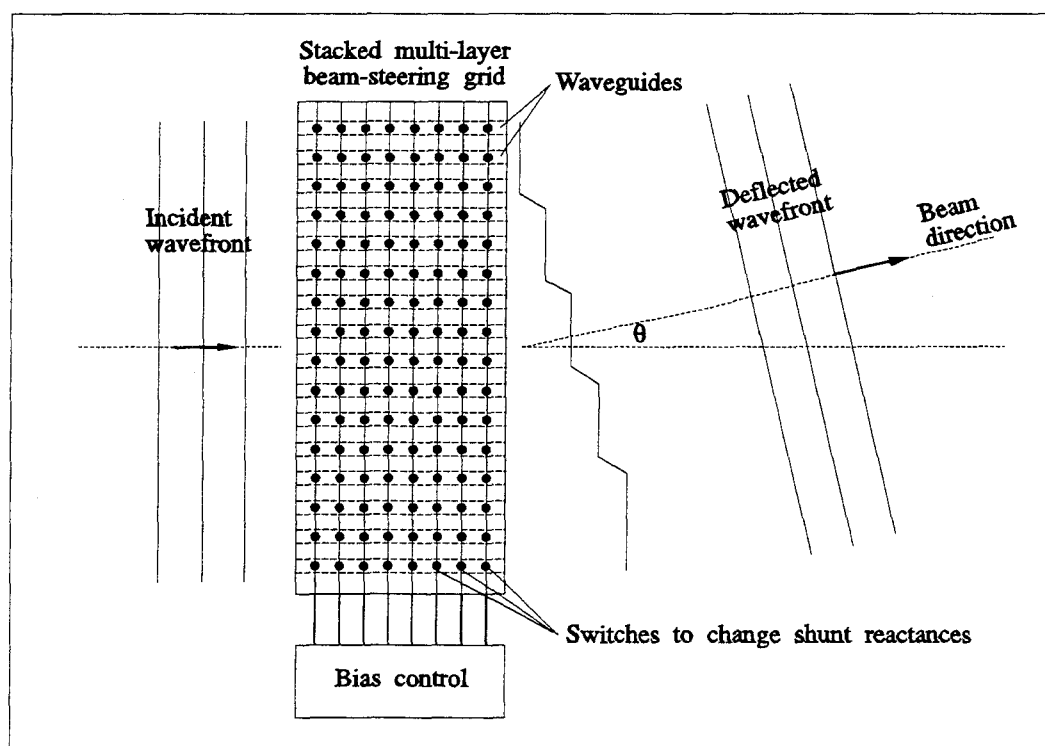 Stacked multi-layer
beam-steering grid
Waveguides
Incident
wavefront
Deflected
wavefront
Beam
direction
θ
Switches to change shunt reactances
Bias control